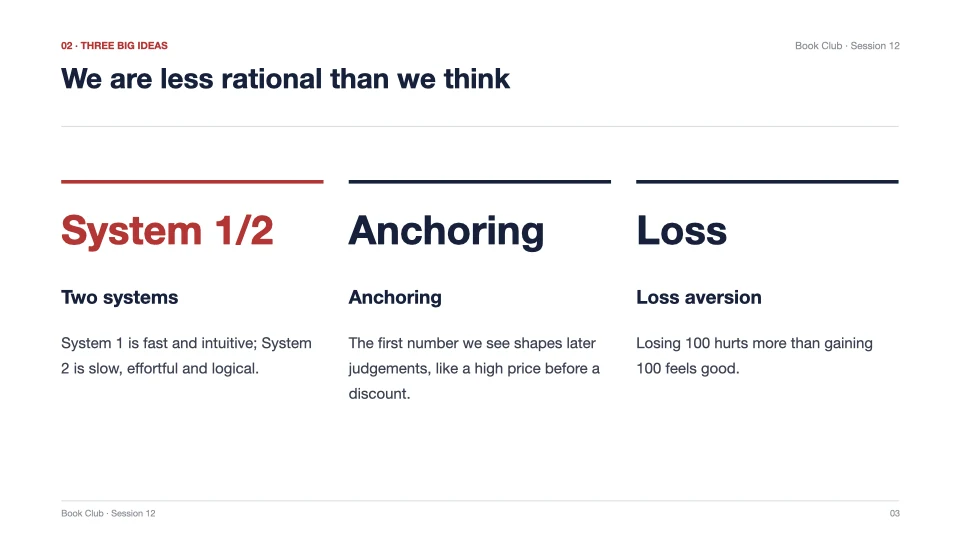 02 · THREE BIG IDEAS
Book Club · Session 12
We are less rational than we think
System 1/2
Two systems
System 1 is fast and intuitive; System
2 is slow, effortful and logical.
Anchoring
Anchoring
The first number we see shapes later
judgements, like a high price before a
discount.
Loss
Loss aversion
Losing 100 hurts more than gaining
100 feels good.
Book Club · Session 12
03